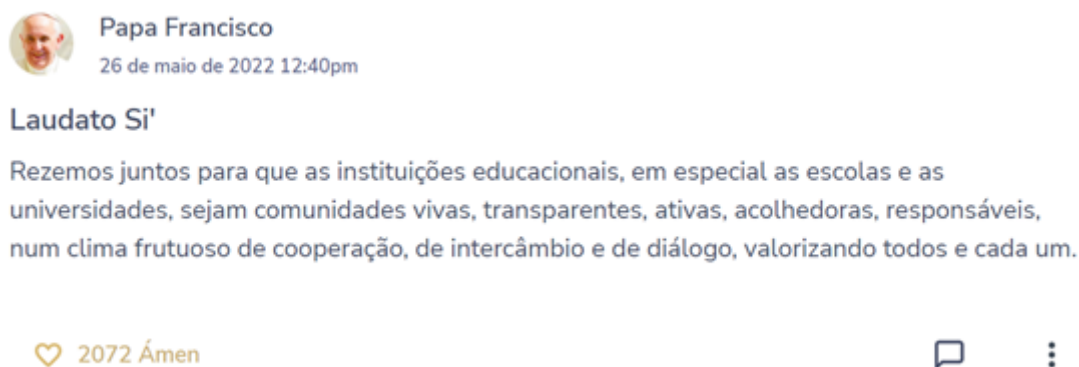 Papa Francisco
26 de maio de 2022 12:40pm
Laudato Si'
Rezemos juntos para que as instituições educacionais, em especial as escolas e as
universidades, sejam comunidades vivas, transparentes, ativas, acolhedoras, responsáveis,
num clima frutuoso de cooperação, de intercâmbio e de diálogo, valorizando todos e cada um.
2072 Ámen